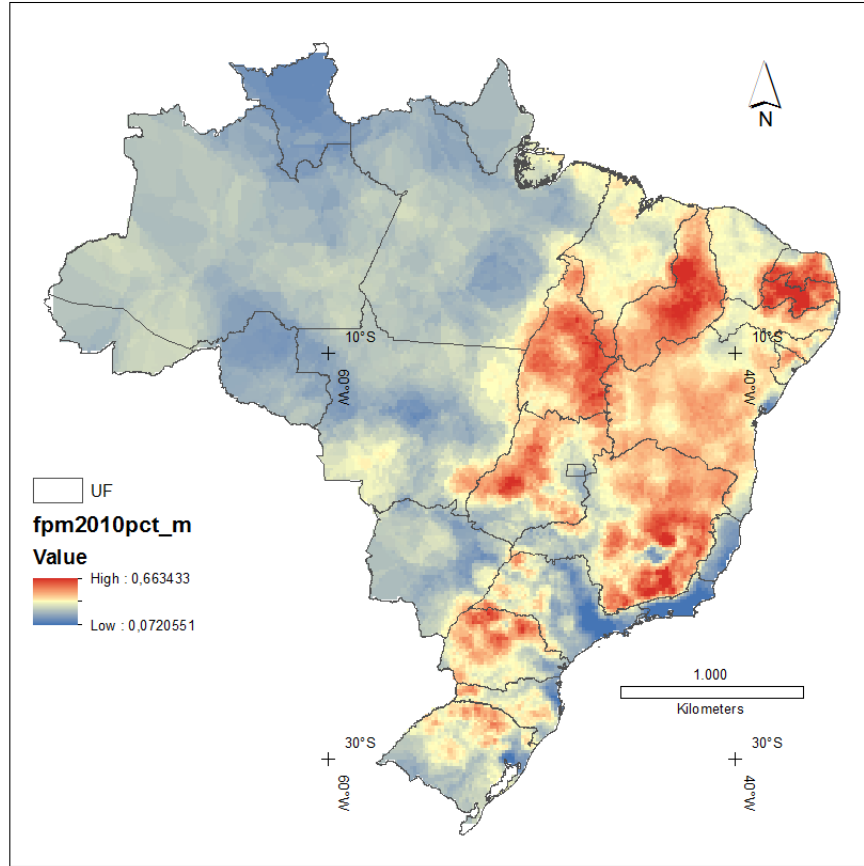 N
10°S
60°W
10°S
40°W
UF
fpm2010pct_m
Value
High : 0,663433
Low : 0,0720551
1.000
Kilometers
30°S
60°W
30°S
40°W